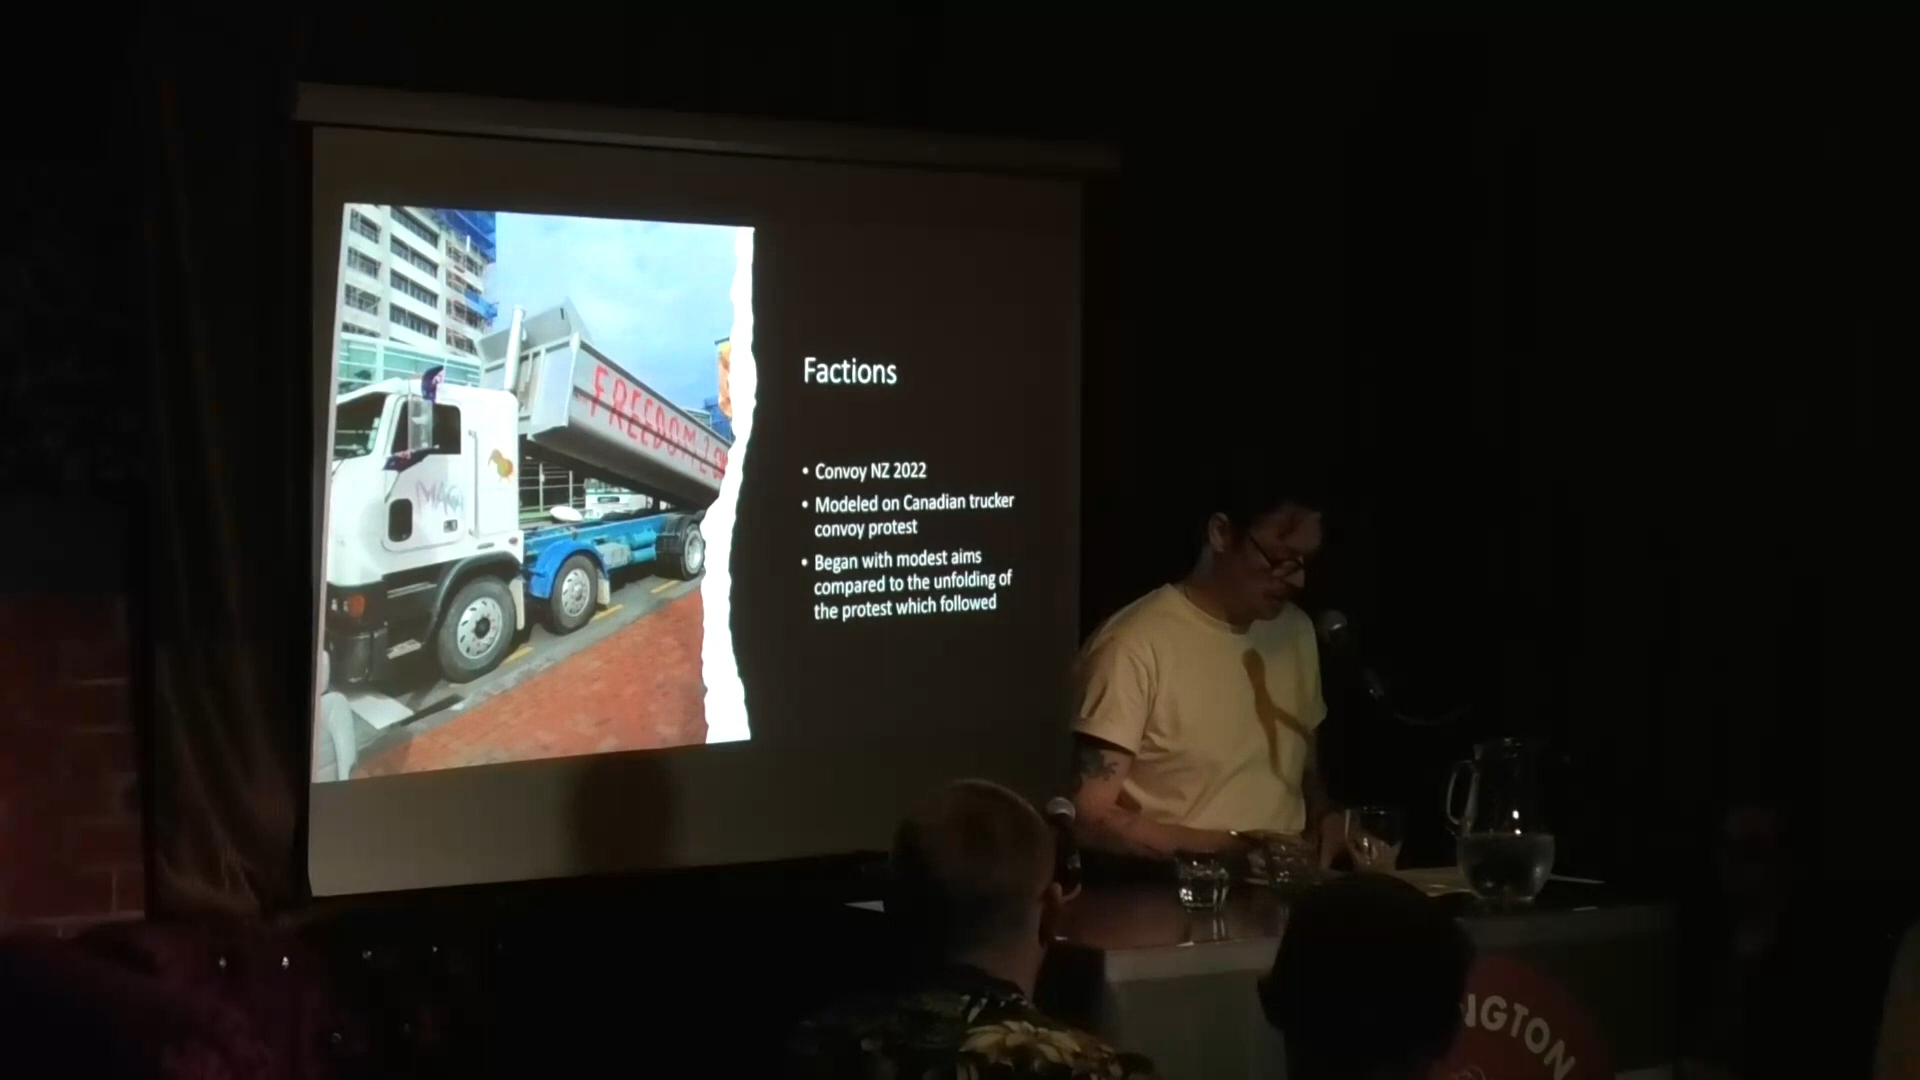 FREEDOM
Factions
• Convoy NZ 2022
• Modeled on Canadian trucker
convoy protest
• Began with modest aims
compared to the unfolding of
the protest which followed
NGTON